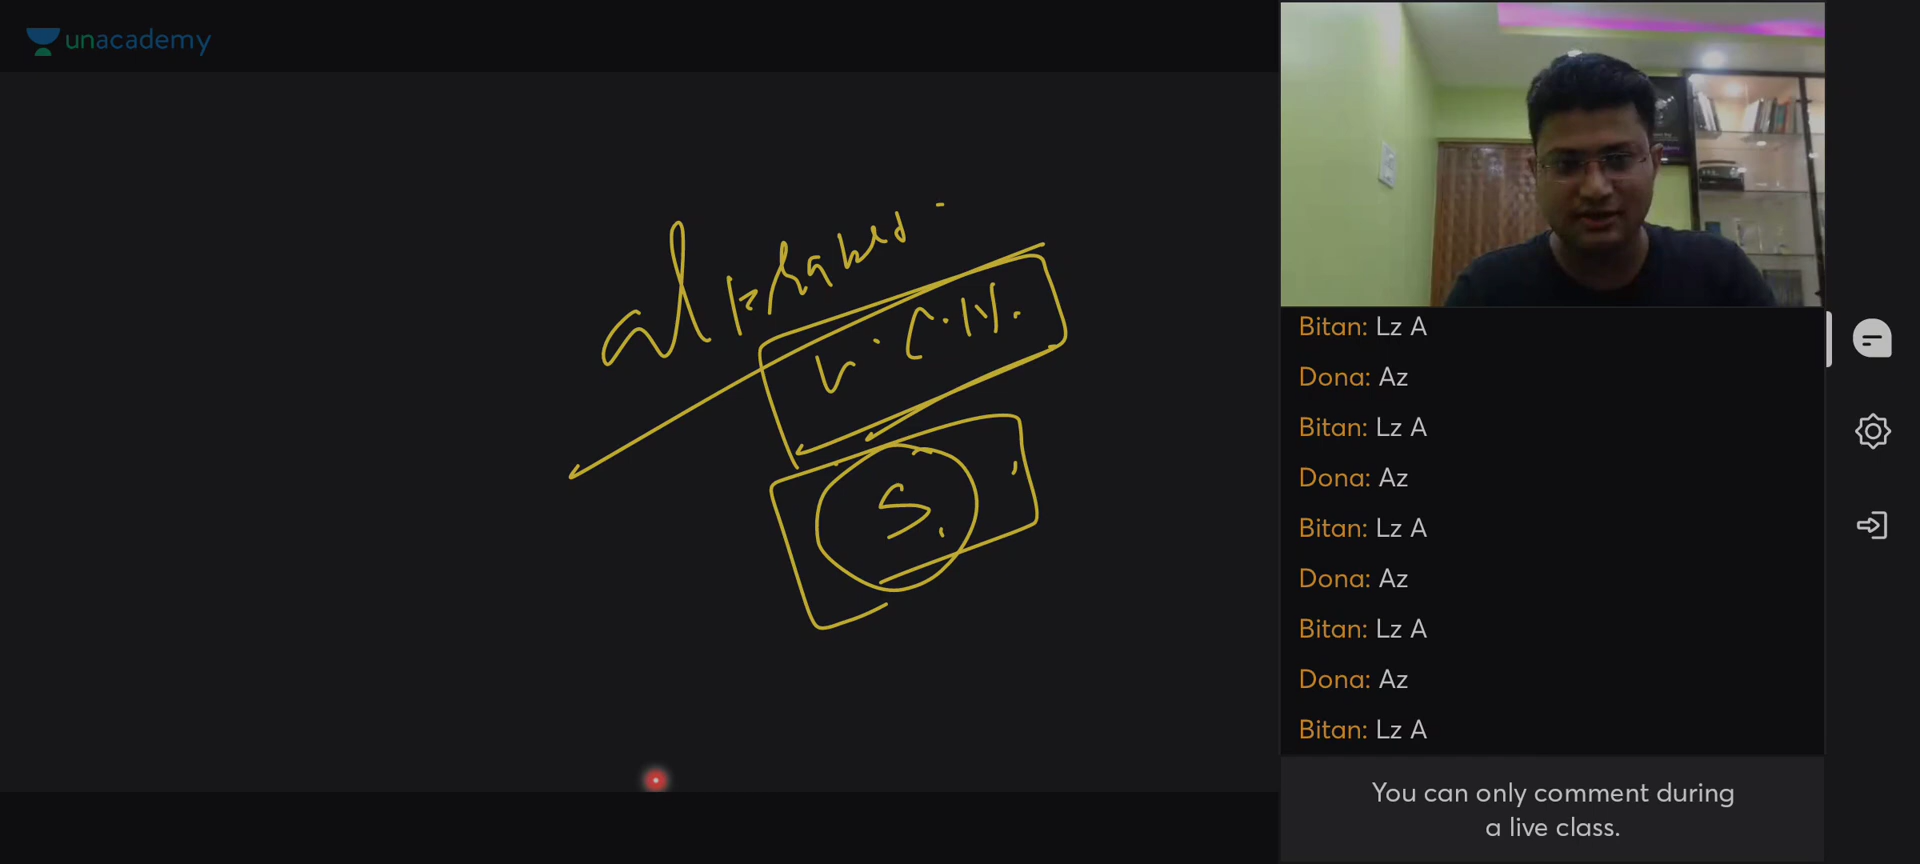 unacademy
S.
Bitan: Lz A
Dona: Az
Bitan: Lz A
Dona: Az
Bitan: Lz A
Dona: Az
Bitan: Lz A
Dona: Az
Bitan: Lz A
You can only comment during
a live class.